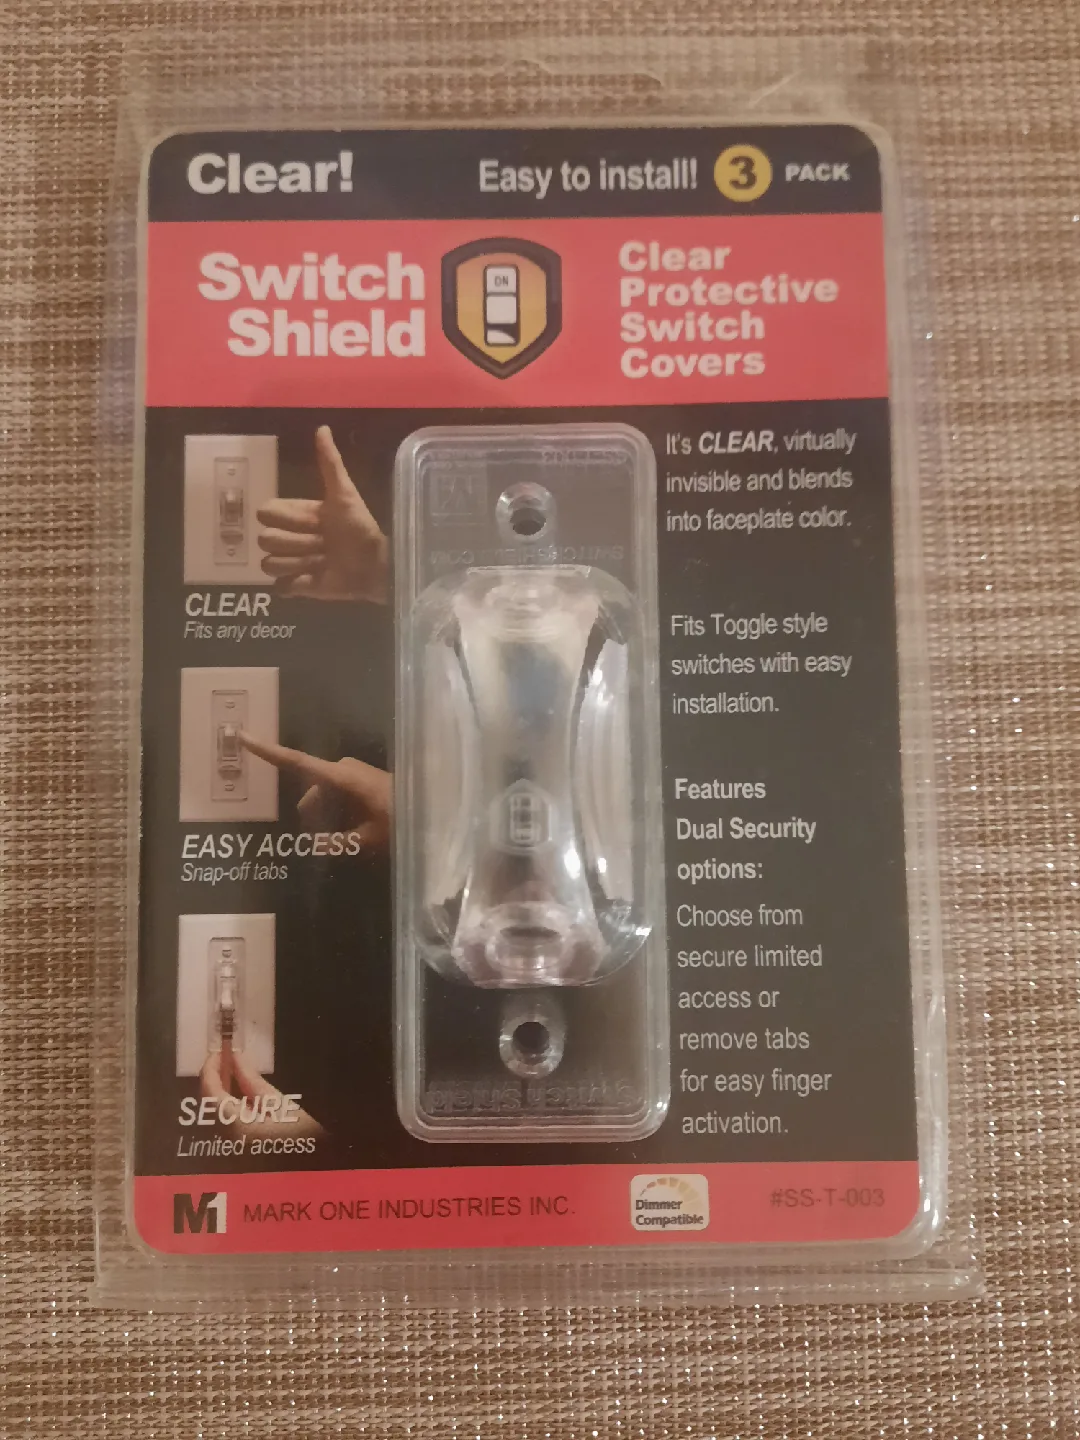 Clear!
Easy to install! 3 PACK
Switch
Shield
ON
Clear
Protective
Switch
Covers
CLEAR
Fits any decor
EASY ACCESS
Snap-off tabs
SECURE
Limited access
Switch Shield
It's CLEAR, virtually
invisible and blends
into faceplate color.
Fits Toggle style
switches with easy
installation.
Features
Dual Security
options:
Choose from
secure limited
access or
remove tabs
for easy finger
activation.
M1 MARK ONE INDUSTRIES INC.
Dimmer
Compatible
#SS-T-003